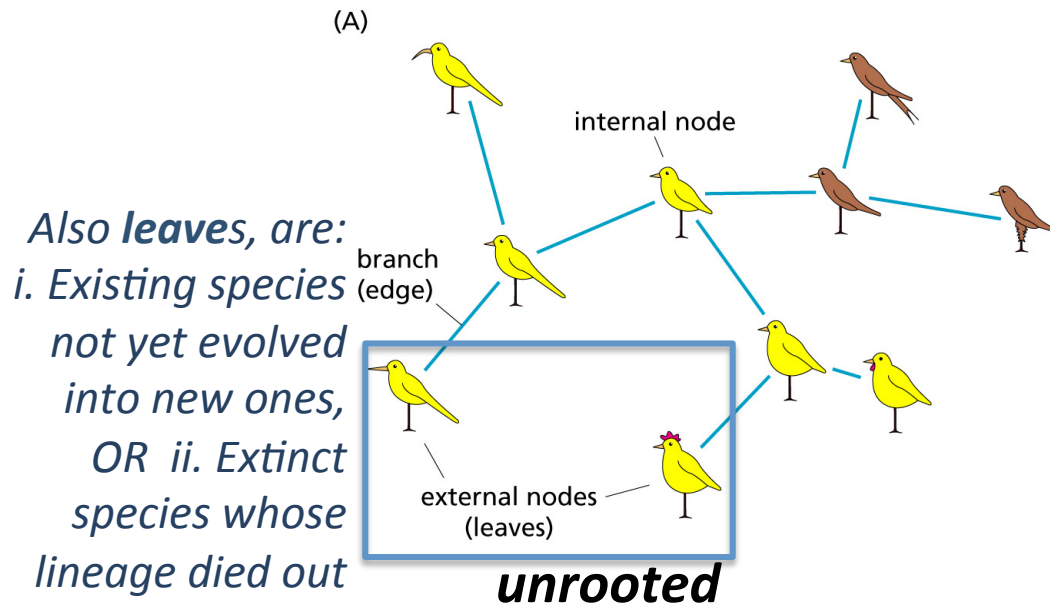 (A)
internal node
Also leaves, are:
i. Existing species
not yet evolved
into new ones,
OR ii. Extinct
species whose
lineage died out
branch
(edge)
external nodes
(leaves)
unrooted